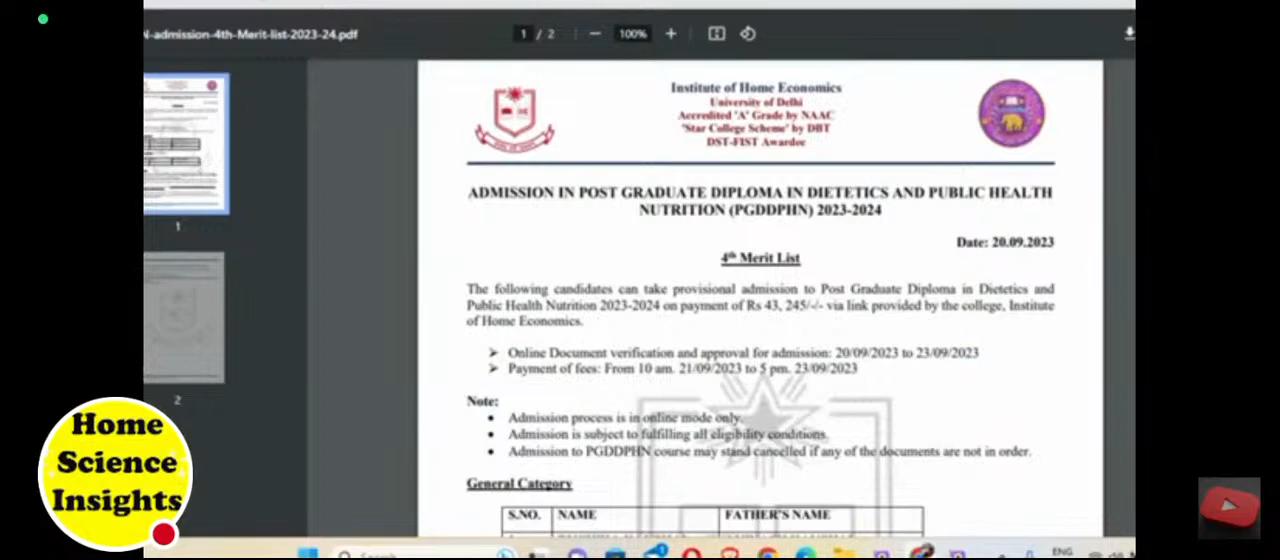 N-admission-4th-Merit-list-2023-24.pdf
1 / 2
100%
Institute of Home Economics
University of Delhi
Accredited 'A' Grade by NAAC
'Star College Scheme' by DBT
DST-FIST Awardee
ADMISSION IN POST GRADUATE DIPLOMA IN DIETETICS AND PUBLIC HEALTH
NUTRITION (PGDDPHN) 2023-2024
Date: 20.09.2023
4th Merit List
The following candidates can take provisional admission to Post Graduate Diploma in Dietetics and
Public Health Nutrition 2023-2024 on payment of Rs 43, 245/-/- via link provided by the college, Institute
of Home Economics.
➢ Online Document verification and approval for admission: 20/09/2023 to 23/09/2023
➢ Payment of fees: From 10 am. 21/09/2023 to 5 pm. 23/09/2023
Note:
• Admission process is in online mode only.
• Admission is subject to fulfilling all eligibility conditions.
• Admission to PGDDPHN course may stand cancelled if any of the documents are not in order.
General Category
S.NO. NAME FATHER'S NAME
1
2
Home
Science
Insights
Search
ENG